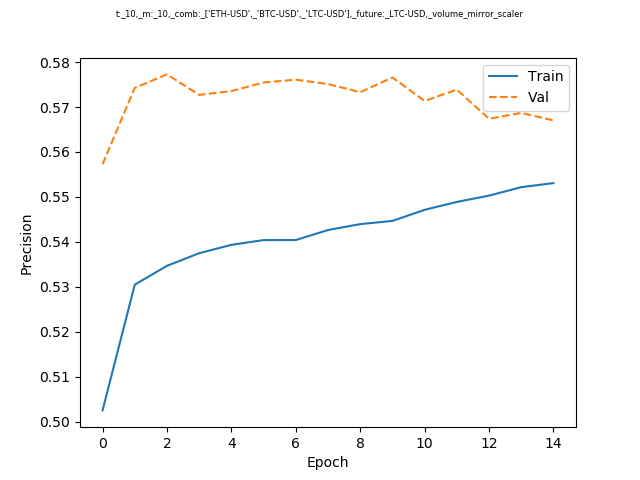 t:_10,_m:_10,_comb:_['ETH-USD',_'BTC-USD',_'LTC-USD'],_future:_LTC-USD,_volume_mirror_scaler
Train
Val
0.58
0.57
0.56
0.55
0.54
0.53
0.52
0.51
0.50
Precision
0 2 4 6 8 10 12 14
Epoch